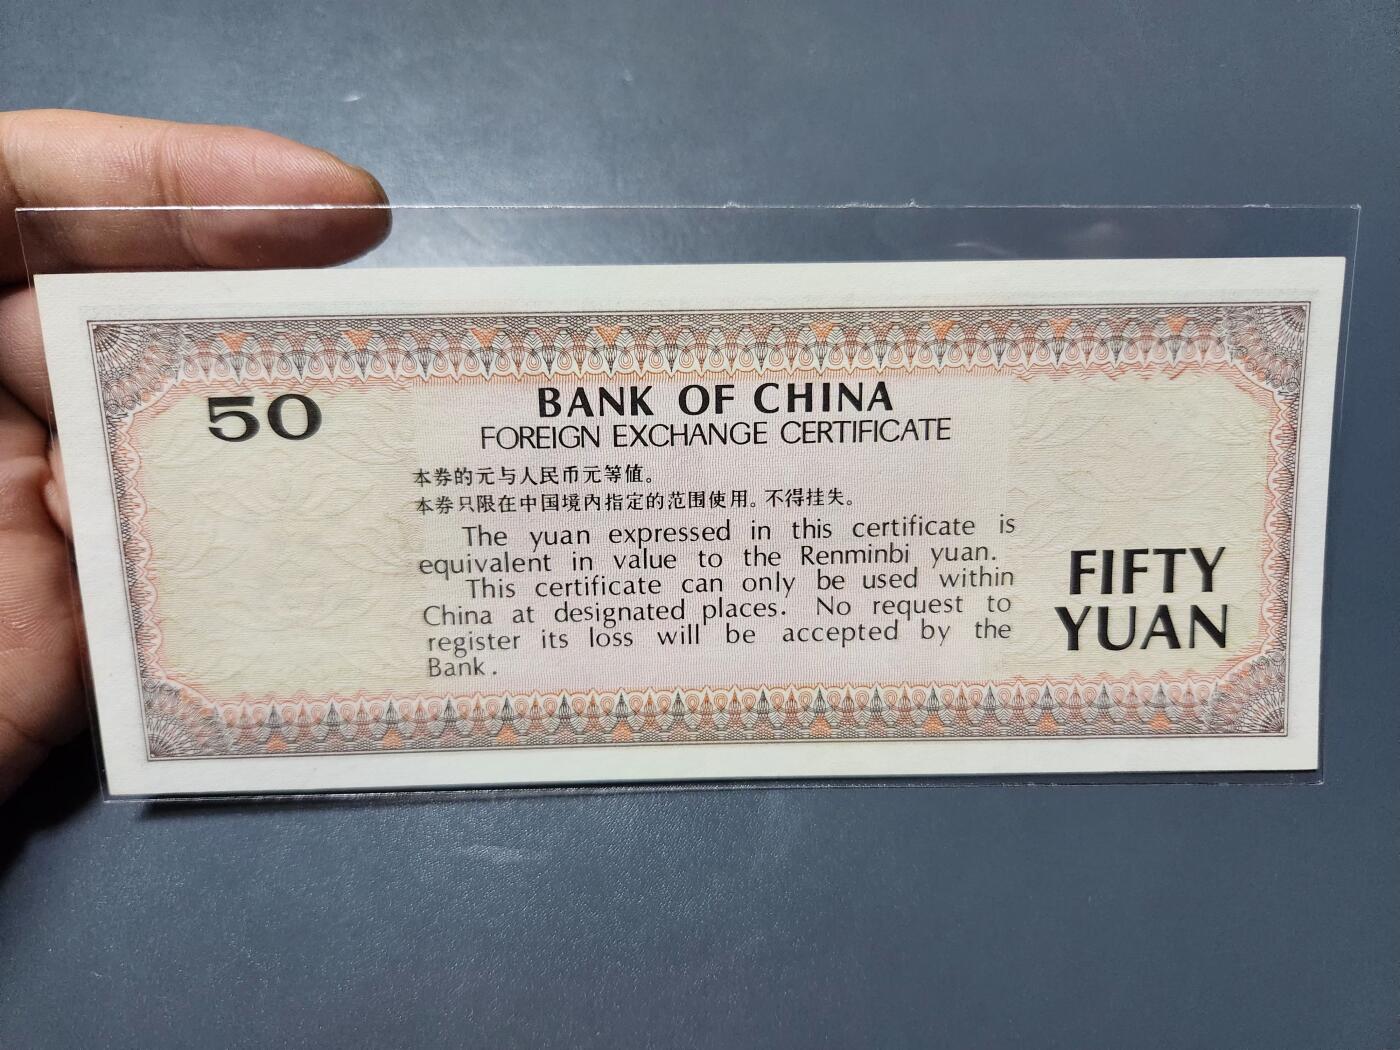 50
BANK OF CHINA
FOREIGN EXCHANGE CERTIFICATE
本券的元与人民币元等值。
本券只限在中国境内指定的范围使用。不得挂失。
The yuan expressed in this certificate is
equivalent in value to the Renminbi yuan.
This certificate can only be used within
China at designated places. No request to
register its loss will be accepted by the
Bank.
FIFTY
YUAN